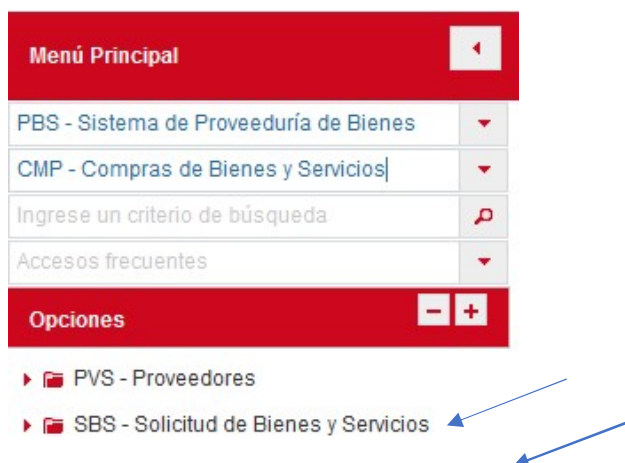 Menú Principal
PBS - Sistema de Proveeduría de Bienes
CMP - Compras de Bienes y Servicios
Ingrese un criterio de búsqueda
Accesos frecuentes
Opciones
PVS - Proveedores
SBS - Solicitud de Bienes y Servicios